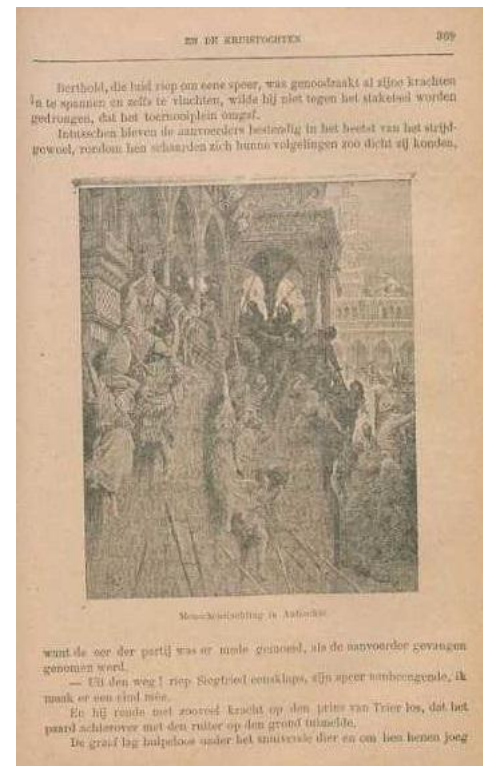 EN DE KRUISTOCHTEN 369
Berthold, die luid riep om eene speer, was genoodzaakt al zijne krachten
in te spannen en zelfs te vluchten, wilde hij niet tegen het staketsel worden
gedrongen, dat het tornooiplein omgaf.
Intusschen bleven de aanvoerders bestendig in het heetst van het strijd-
gewoel, rondom hen schaarden zich hunne volgelingen zoo dicht zij konden,
Menschenslachting in Antiochië
want de eer der partij was er mede gemoeid, als de aanvoerder gevangen
genomen werd.
— Uit den weg! riep Siegfried eensklaps, zijn speer aanbrengende, ik
maak er een eind mêe.
En hij rende met zooveel kracht op den prins van Trier los, dat het
paard achterover met den ruiter op den grond tuimelde.
De graaf lag hulpeloos onder het snuivende dier en om hen henen joeg